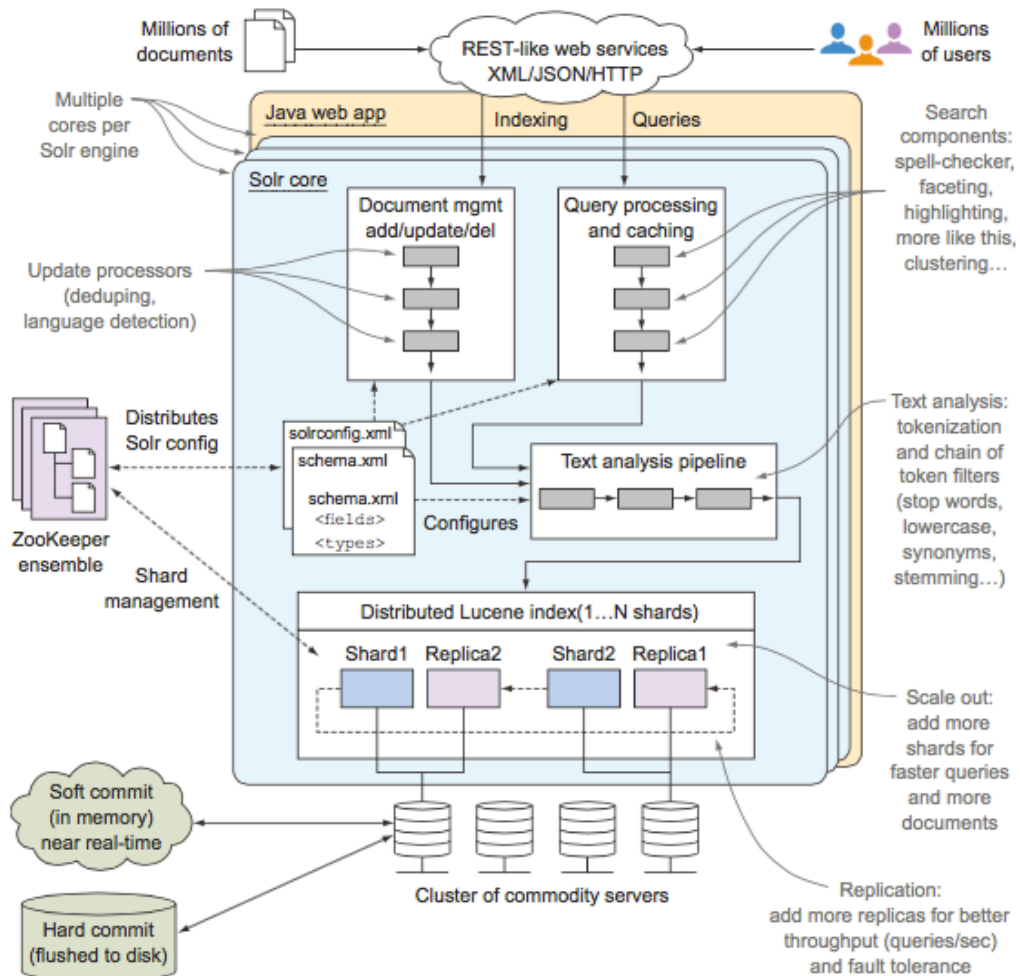 Millions of
documents
REST-like web services
XML/JSON/HTTP
Millions
of users
Multiple
cores per
Solr engine
Java web app
Indexing
Queries
Search
components:
spell-checker,
faceting,
highlighting,
more like this,
clustering…
Solr core
Document mgmt
add/update/del
Query processing
and caching
Update processors
(deduping,
language detection)
Distributes
Solr config
solrconfig.xml
schema.xml
schema.xml
<fields>
<types>
Configures
Text analysis pipeline
Text analysis:
tokenization
and chain of
token filters
(stop words,
lowercase,
synonyms,
stemming…)
ZooKeeper
ensemble
Shard
management
Distributed Lucene index(1…N shards)
Shard1
Replica2
Shard2
Replica1
Scale out:
add more
shards for
faster queries
and more
documents
Soft commit
(in memory)
near real-time
Cluster of commodity servers
Hard commit
(flushed to disk)
Replication:
add more replicas for better
throughput (queries/sec)
and fault tolerance